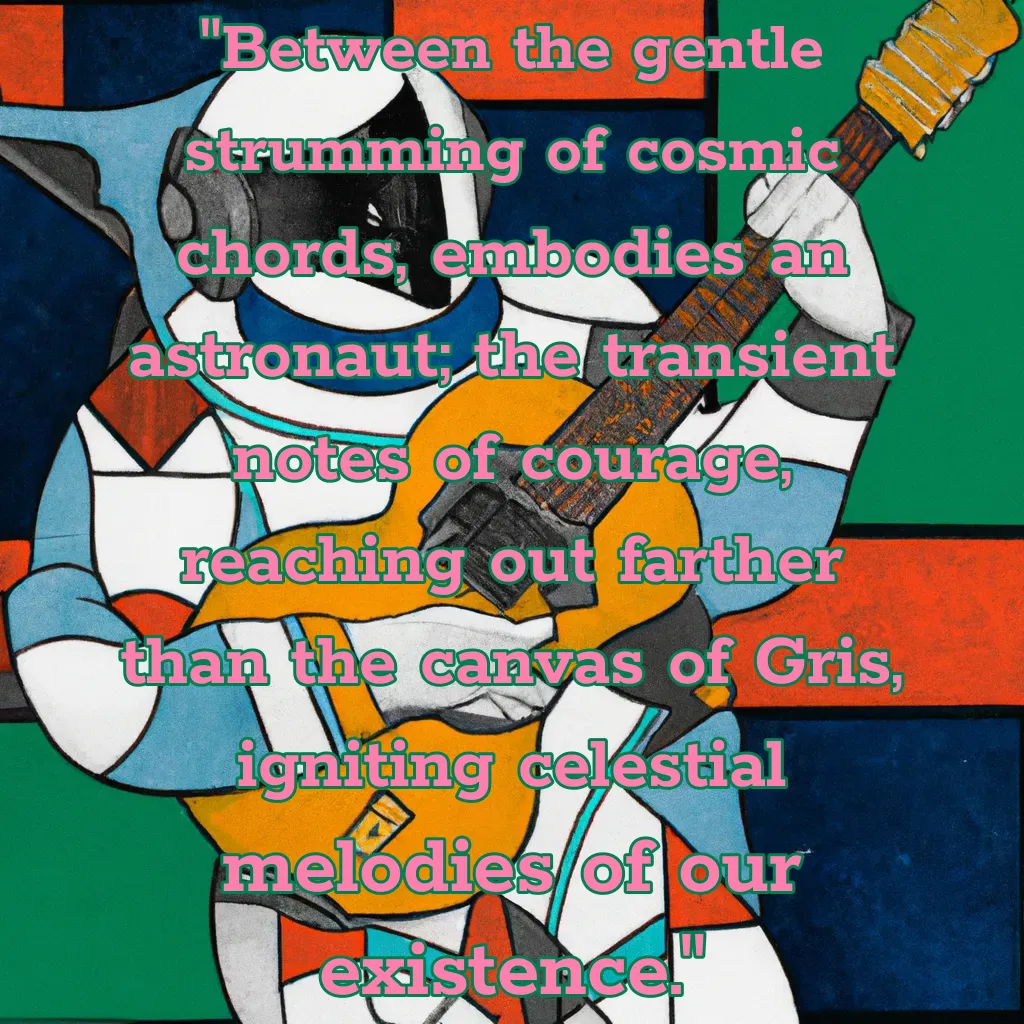 "Between the gentle
strumming of cosmic
chords, embodies an
astronaut; the transient
notes of courage,
reaching out farther
than the canvas of Gris,
igniting celestial
melodies of our
existence."